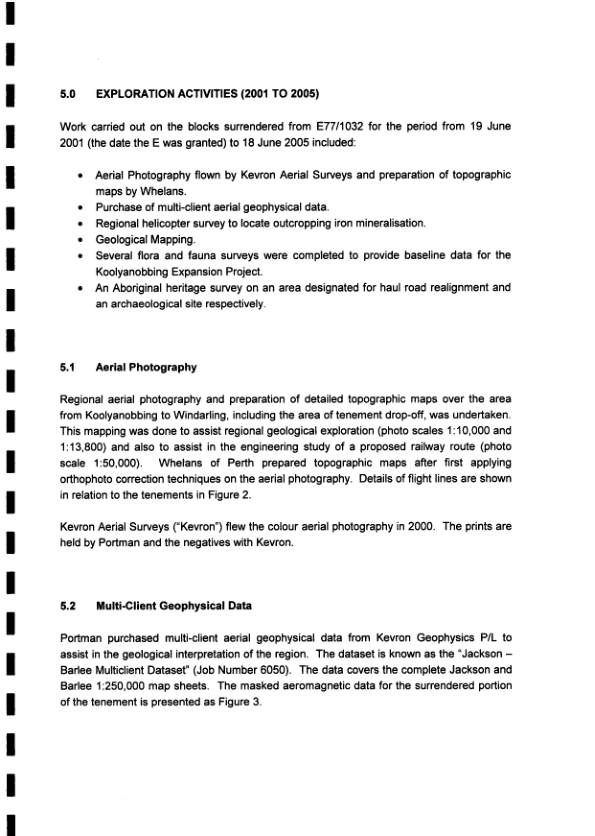 5.0 EXPLORATION ACTIVITIES (2001 TO 2005)
Work carried out on the blocks surrendered from E77/1032 for the period from 19 June
2001 (the date the E was granted) to 18 June 2005 included:
• Aerial Photography flown by Kevron Aerial Surveys and preparation of topographic
maps by Whelans.
• Purchase of multi-client aerial geophysical data.
• Regional helicopter survey to locate outcropping iron mineralisation.
• Geological Mapping.
• Several flora and fauna surveys were completed to provide baseline data for the
Koolyanobbing Expansion Project.
• An Aboriginal heritage survey on an area designated for haul road realignment and
an archaeological site respectively.
5.1 Aerial Photography
Regional aerial photography and preparation of detailed topographic maps over the area
from Koolyanobbing to Windarling, including the area of tenement drop-off, was undertaken.
This mapping was done to assist regional geological exploration (photo scales 1:10,000 and
1:13,800) and also to assist in the engineering study of a proposed railway route (photo
scale 1:50,000). Whelans of Perth prepared topographic maps after first applying
orthophoto correction techniques on the aerial photography. Details of flight lines are shown
in relation to the tenements in Figure 2.
Kevron Aerial Surveys ("Kevron") flew the colour aerial photography in 2000. The prints are
held by Portman and the negatives with Kevron.
5.2 Multi-Client Geophysical Data
Portman purchased multi-client aerial geophysical data from Kevron Geophysics P/L to
assist in the geological interpretation of the region. The dataset is known as the "Jackson –
Barlee Multiclient Dataset" (Job Number 6050). The data covers the complete Jackson and
Barlee 1:250,000 map sheets. The masked aeromagnetic data for the surrendered portion
of the tenement is presented as Figure 3.